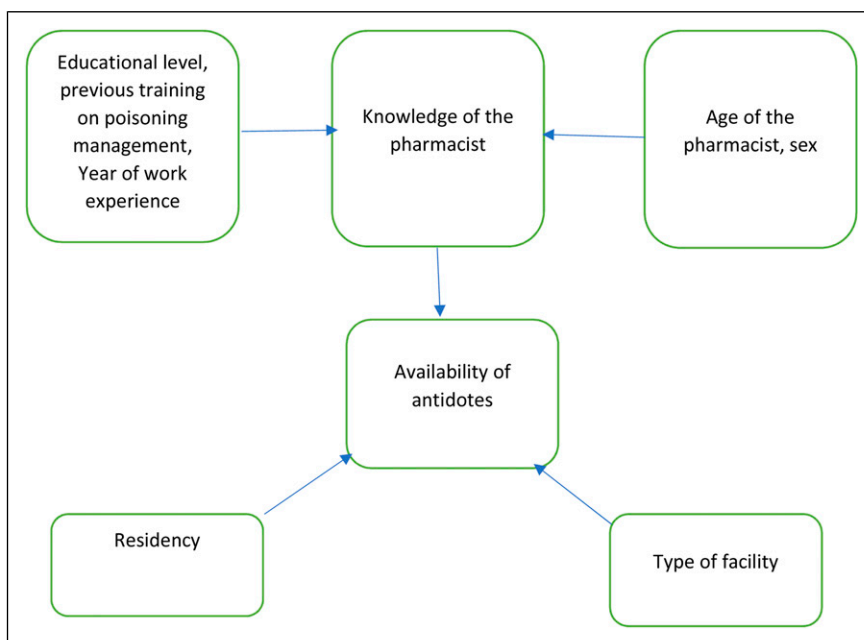 Educational level,
previous training
on poisoning
management,
Year of work
experience
Knowledge of the
pharmacist
Age of the
pharmacist, sex
Availability of
antidotes
Residency
Type of facility